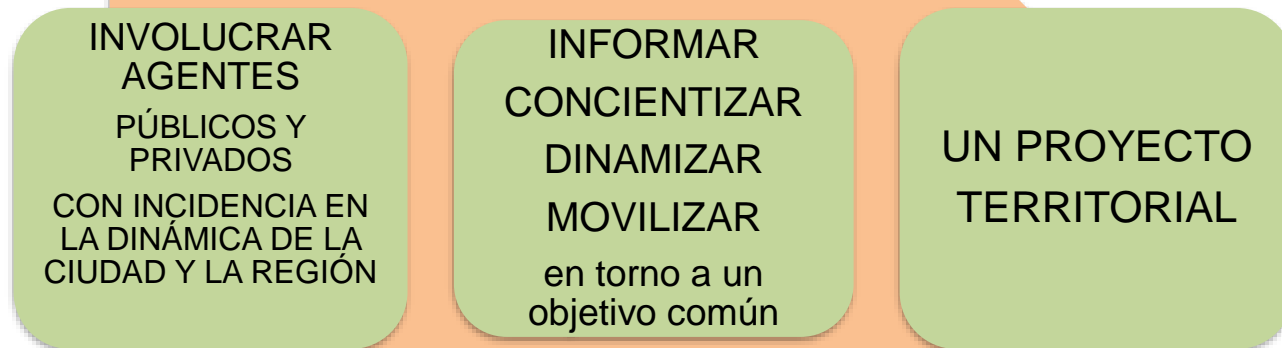 INVOLUCRAR
AGENTES
PÚBLICOS Y
PRIVADOS
CON INCIDENCIA EN
LA DINÁMICA DE LA
CIUDAD Y LA REGIÓN
INFORMAR
CONCIENTIZAR
DINAMIZAR
MOVILIZAR
en torno a un
objetivo común
UN PROYECTO
TERRITORIAL